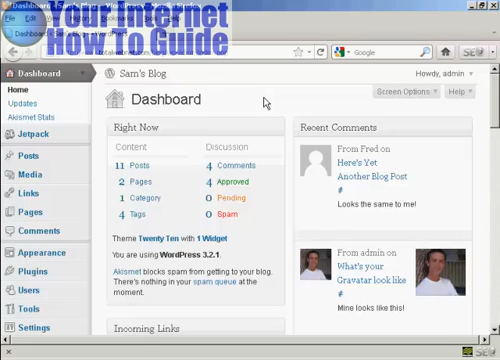 Your Internet
How To Guide
Dashboard
Home
Updates
Akismet Stats
Jetpack
Posts
Media
Links
Pages
Comments
Appearance
Plugins
Users
Tools
Settings
Sam's Blog
Howdy, admin
Google
SEO
Screen Options
Help
Dashboard
Right Now
Content
Discussion
11 Posts
4 Comments
2 Pages
4 Approved
1 Category
0 Pending
4 Tags
0 Spam
Theme Twenty Ten with 1 Widget
You are using WordPress 3.2.1.
Akismet blocks spam from getting to your blog.
There's nothing in your spam queue at the
moment.
Incoming Links
Recent Comments
From Fred on
Here's Yet
Another Blog Post
#
Looks the same to me!
From admin on
What's your
Gravatar look like
#
Mine looks like this!
SEO